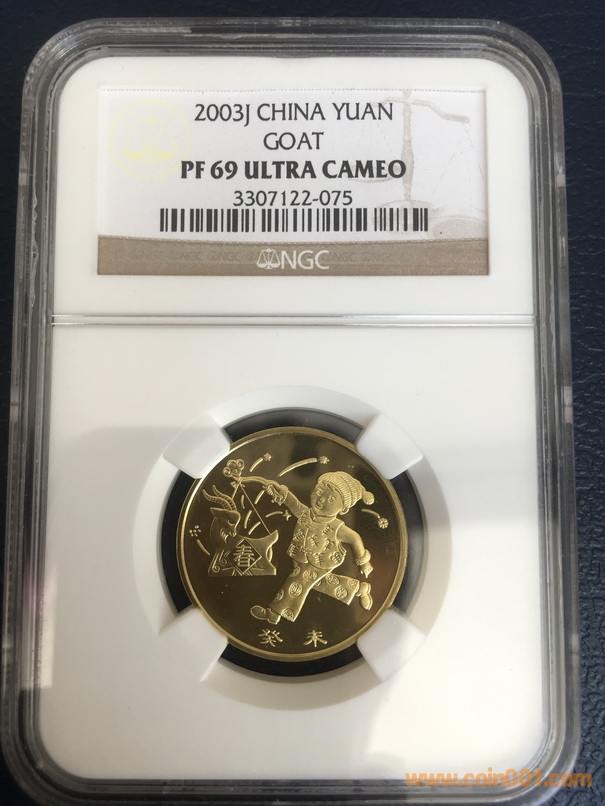 2003J CHINA YUAN
GOAT
PF 69 ULTRA CAMEO
3307122-075
NGC
春
癸 未
www.coin001.com